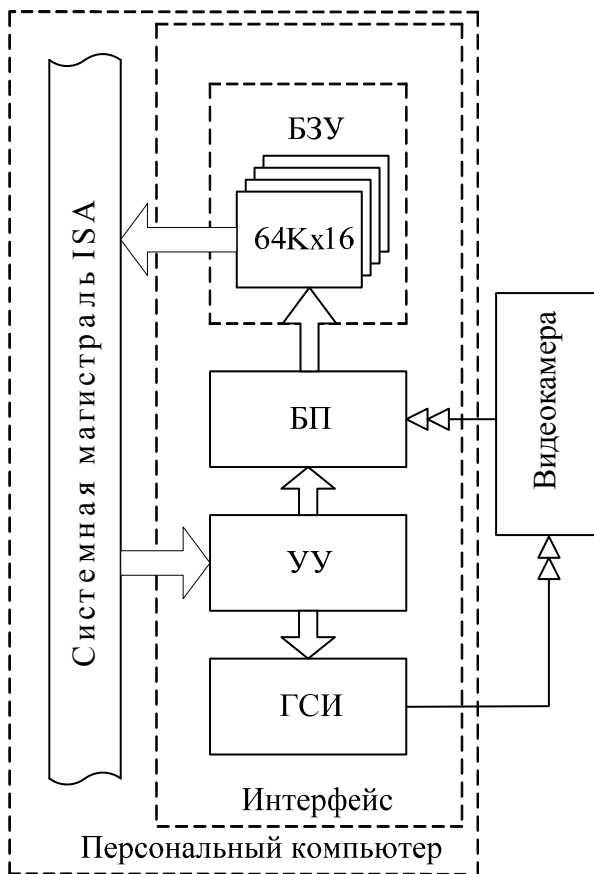 БЗУ
64Кх16
БП
УУ
ГСИ
Системная магистраль ISA
Видеокамера
Интерфейс
Персональный компьютер